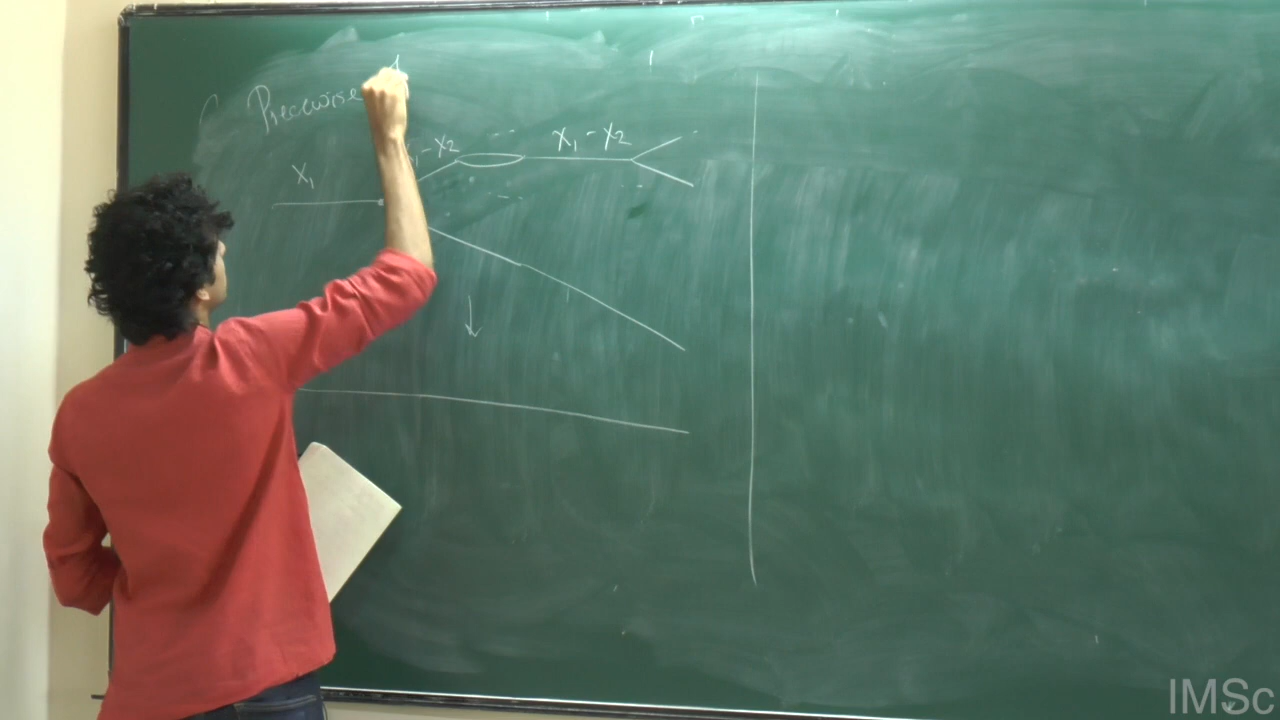 Piecewise
X₁ - X₂
X₁ - X₂
X₁
IMSc